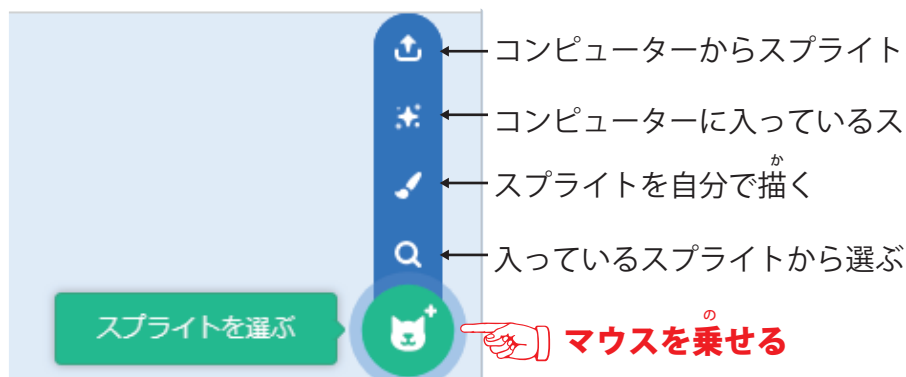 コンピューターからスプライト
コンピューターに入っているス
スプライトを自分で描く
か
入っているスプライトから選ぶ
スプライトを選ぶ
マウスを乗せる
の